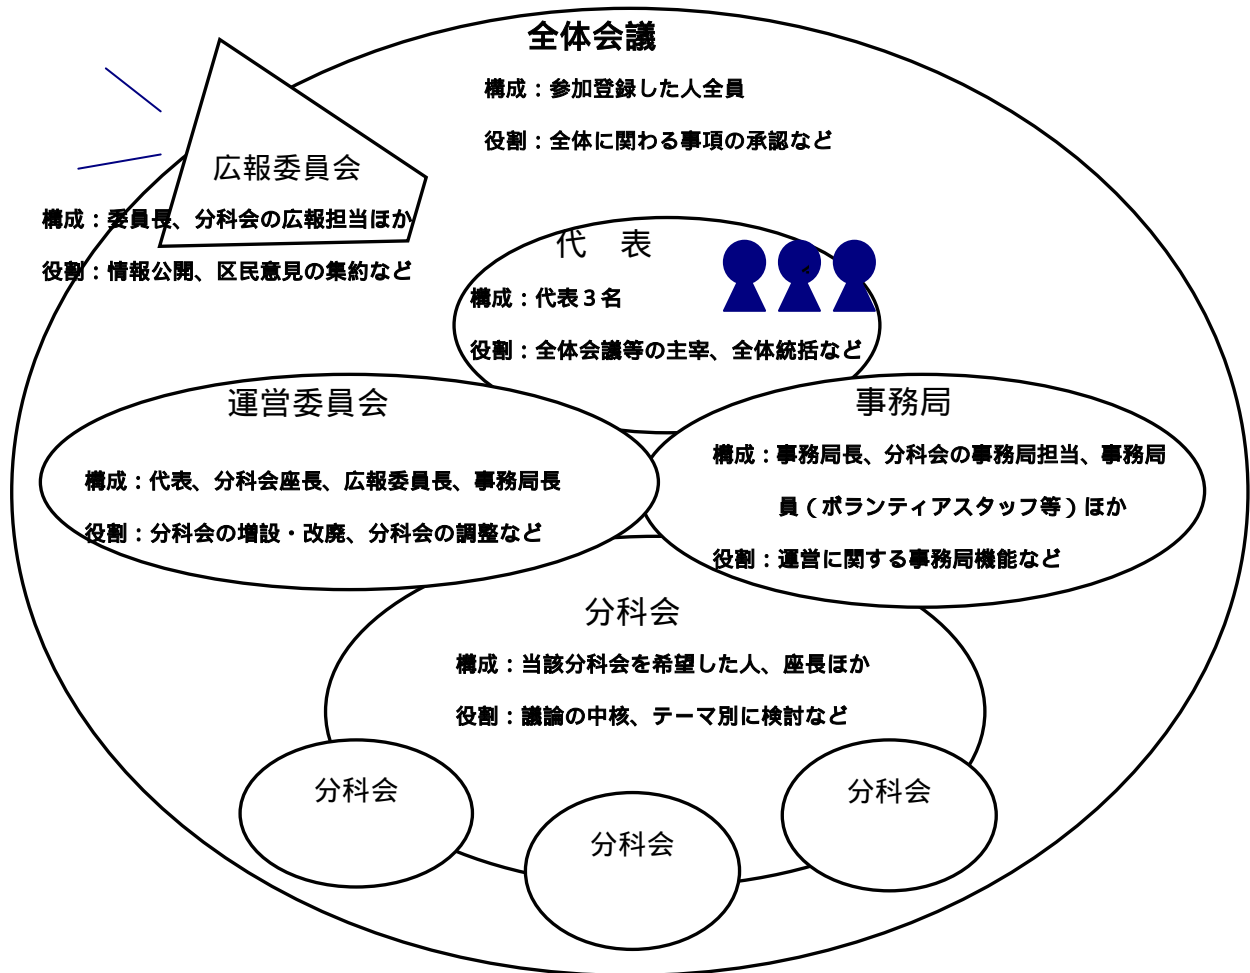 全体会議
構成：参加登録した人全員
役割：全体に関わる事項の承認など
広報委員会
構成：委員長、分科会の広報担当ほか
役割：情報公開、区民意見の集約など
代　表
構成：代表３名
役割：全体会議等の主宰、全体統括など
運営委員会
構成：代表、分科会座長、広報委員長、事務局長
役割：分科会の増設・改廃、分科会の調整など
事務局
構成：事務局長、分科会の事務局担当、事務局
員（ボランティアスタッフ等）ほか
役割：運営に関する事務局機能など
分科会
構成：当該分科会を希望した人、座長ほか
役割：議論の中核、テーマ別に検討など
分科会
分科会
分科会